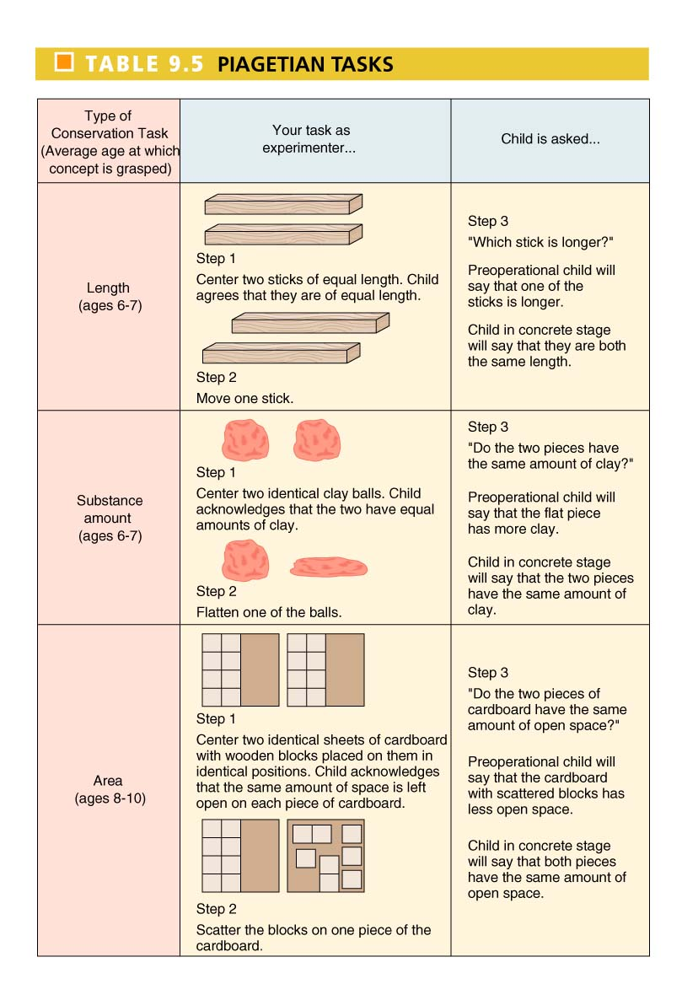 TABLE 9.5 PIAGETIAN TASKS
Type of
Conservation Task
(Average age at which
concept is grasped)
Your task as
experimenter...
Child is asked...
Length
(ages 6-7)
Step 1
Center two sticks of equal length. Child
agrees that they are of equal length.
Step 2
Move one stick.
Step 3
"Which stick is longer?"
Preoperational child will
say that one of the
sticks is longer.
Child in concrete stage
will say that they are both
the same length.
Substance
amount
(ages 6-7)
Step 1
Center two identical clay balls. Child
acknowledges that the two have equal
amounts of clay.
Step 2
Flatten one of the balls.
Step 3
"Do the two pieces have
the same amount of clay?"
Preoperational child will
say that the flat piece
has more clay.
Child in concrete stage
will say that the two pieces
have the same amount of
clay.
Area
(ages 8-10)
Step 1
Center two identical sheets of cardboard
with wooden blocks placed on them in
identical positions. Child acknowledges
that the same amount of space is left
open on each piece of cardboard.
Step 2
Scatter the blocks on one piece of the
cardboard.
Step 3
"Do the two pieces of
cardboard have the same
amount of open space?"
Preoperational child will
say that the cardboard
with scattered blocks has
less open space.
Child in concrete stage
will say that both pieces
have the same amount of
open space.